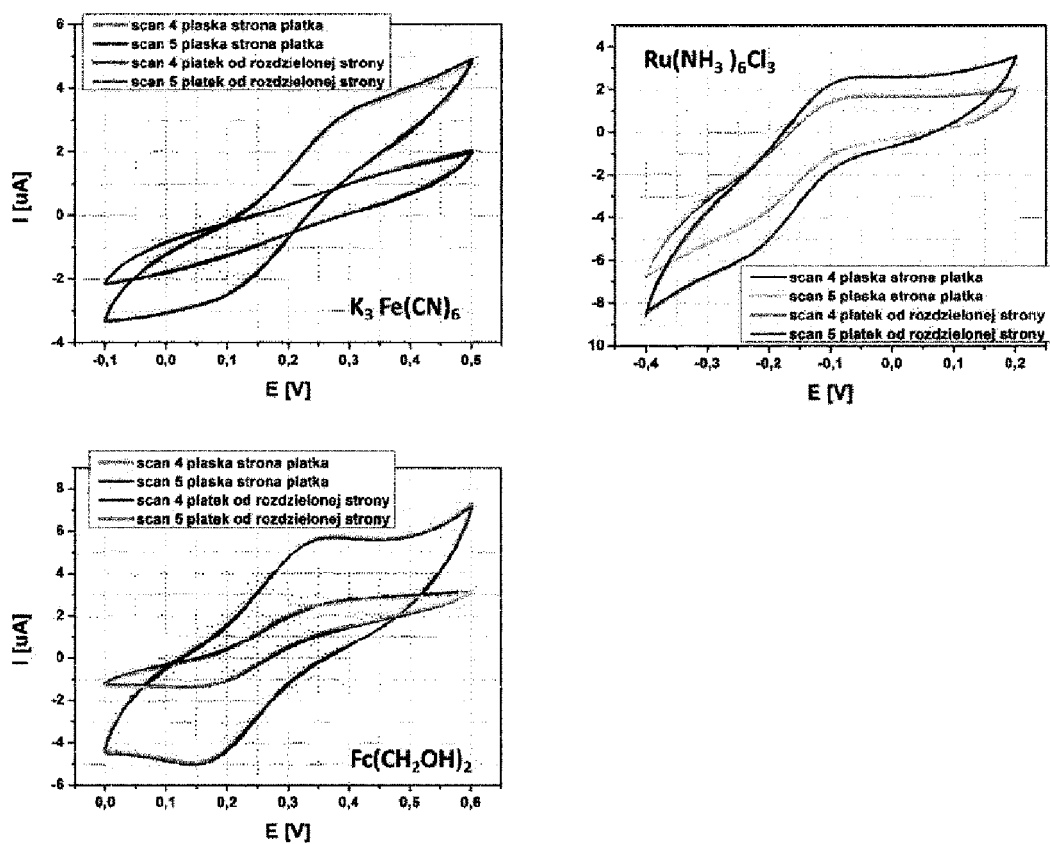 scan 4 plaska strona platka
scan 5 plaska strona platka
scan 4 platek od rozdzielonej strony
scan 5 platek od rozdzielonej strony
6
4
2
0
-2
-4
I [uA]
K3 Fe(CN)6
-0,1 0,0 0,1 0,2 0,3 0,4 0,5
E [V]
Ru(NH3 )6Cl3
4
2
0
-2
-4
-6
-8
10
scan 4 plaska strona platka
scan 5 plaska strona platka
scan 4 platek od rozdzielonej strony
scan 5 platek od rozdzielonej strony
-0,4 -0,3 -0,2 -0,1 0,0 0,1 0,2
E [V]
scan 4 plaska strona platka
scan 5 plaska strona platka
scan 4 platek od rozdzielonej strony
scan 5 platek od rozdzielonej strony
8
6
4
2
0
-2
-4
-6
I [uA]
Fc(CH2OH)2
0,0 0,1 0,2 0,3 0,4 0,5 0,6
E [V]